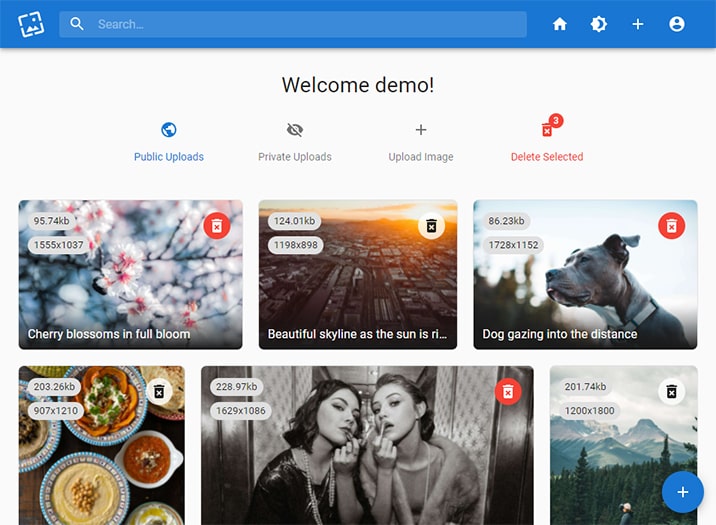 Search...
Welcome demo!
Public Uploads
Private Uploads
Upload Image
3
Delete Selected
95.74kb
1555x1037
Cherry blossoms in full bloom
124.01kb
1198x898
Beautiful skyline as the sun is ri...
86.23kb
1728x1152
Dog gazing into the distance
203.26kb
907x1210
228.97kb
1629x1086
201.74kb
1200x1800